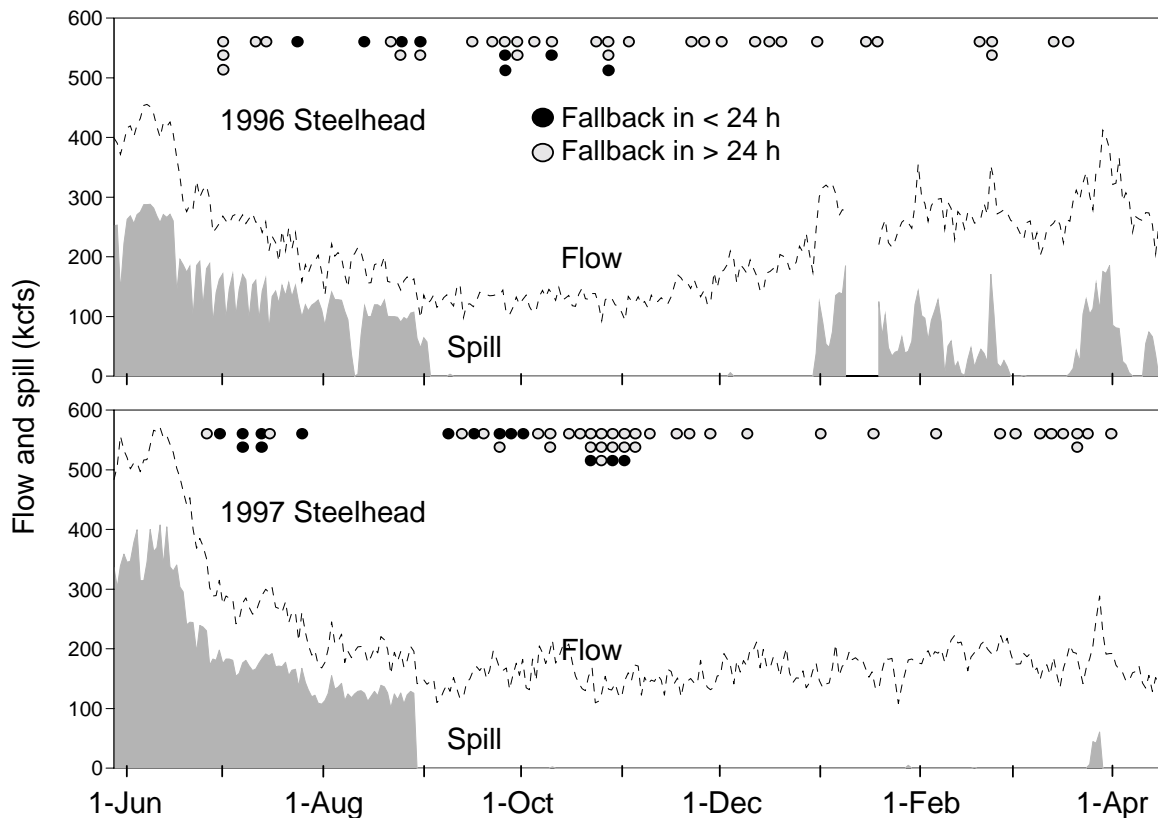 600
500
400
300
200
100
0
1996 Steelhead
Fallback in < 24 h
Fallback in > 24 h
Flow
Spill
Flow and spill (kcfs)
600
500
400
300
200
100
0
1997 Steelhead
Flow
Spill
1-Jun
1-Aug
1-Oct
1-Dec
1-Feb
1-Apr